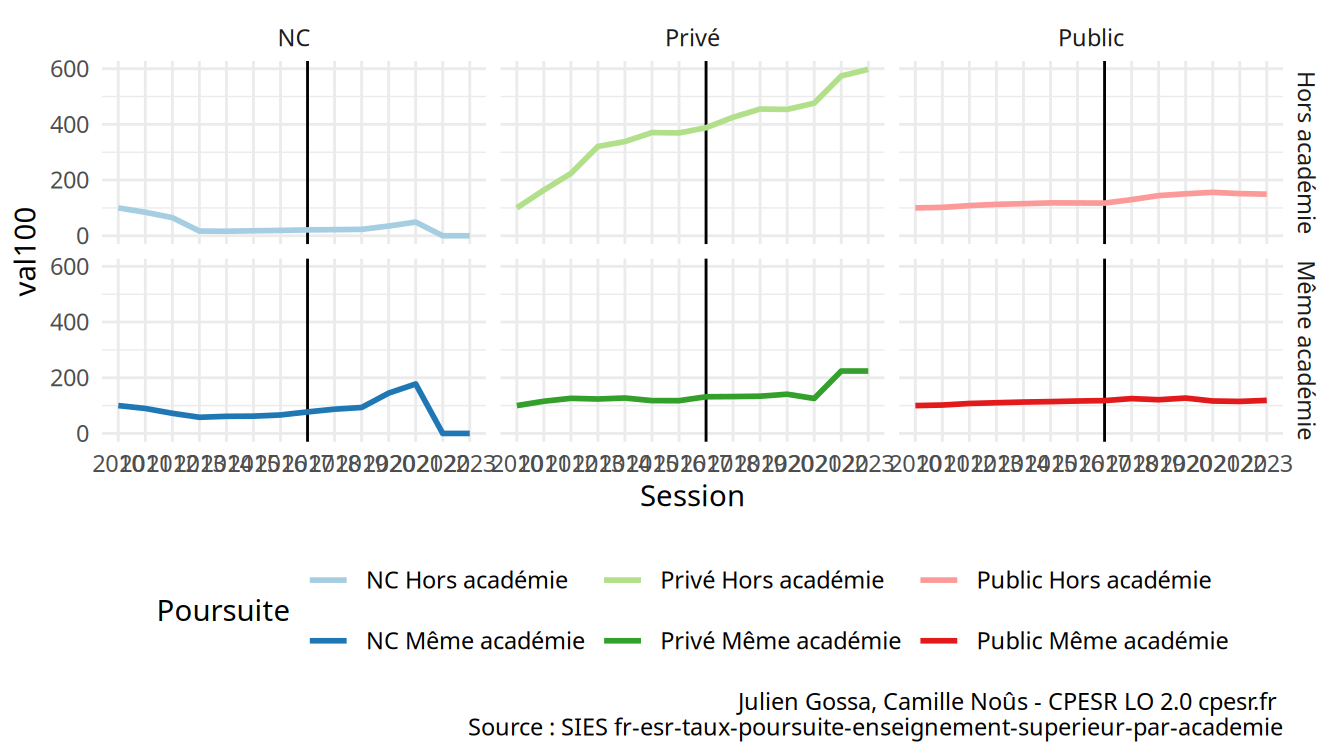 NC
Privé
Public
600
400
200
0
Hors académie
600
400
200
0
Même académie
val100
Session
Poursuite
NC Hors académie
Privé Hors académie
Public Hors académie
NC Même académie
Privé Même académie
Public Même académie
Julien Gossa, Camille Noûs - CPESR LO 2.0 cpesr.fr
Source : SIES fr-esr-taux-poursuite-enseignement-superieur-par-academie